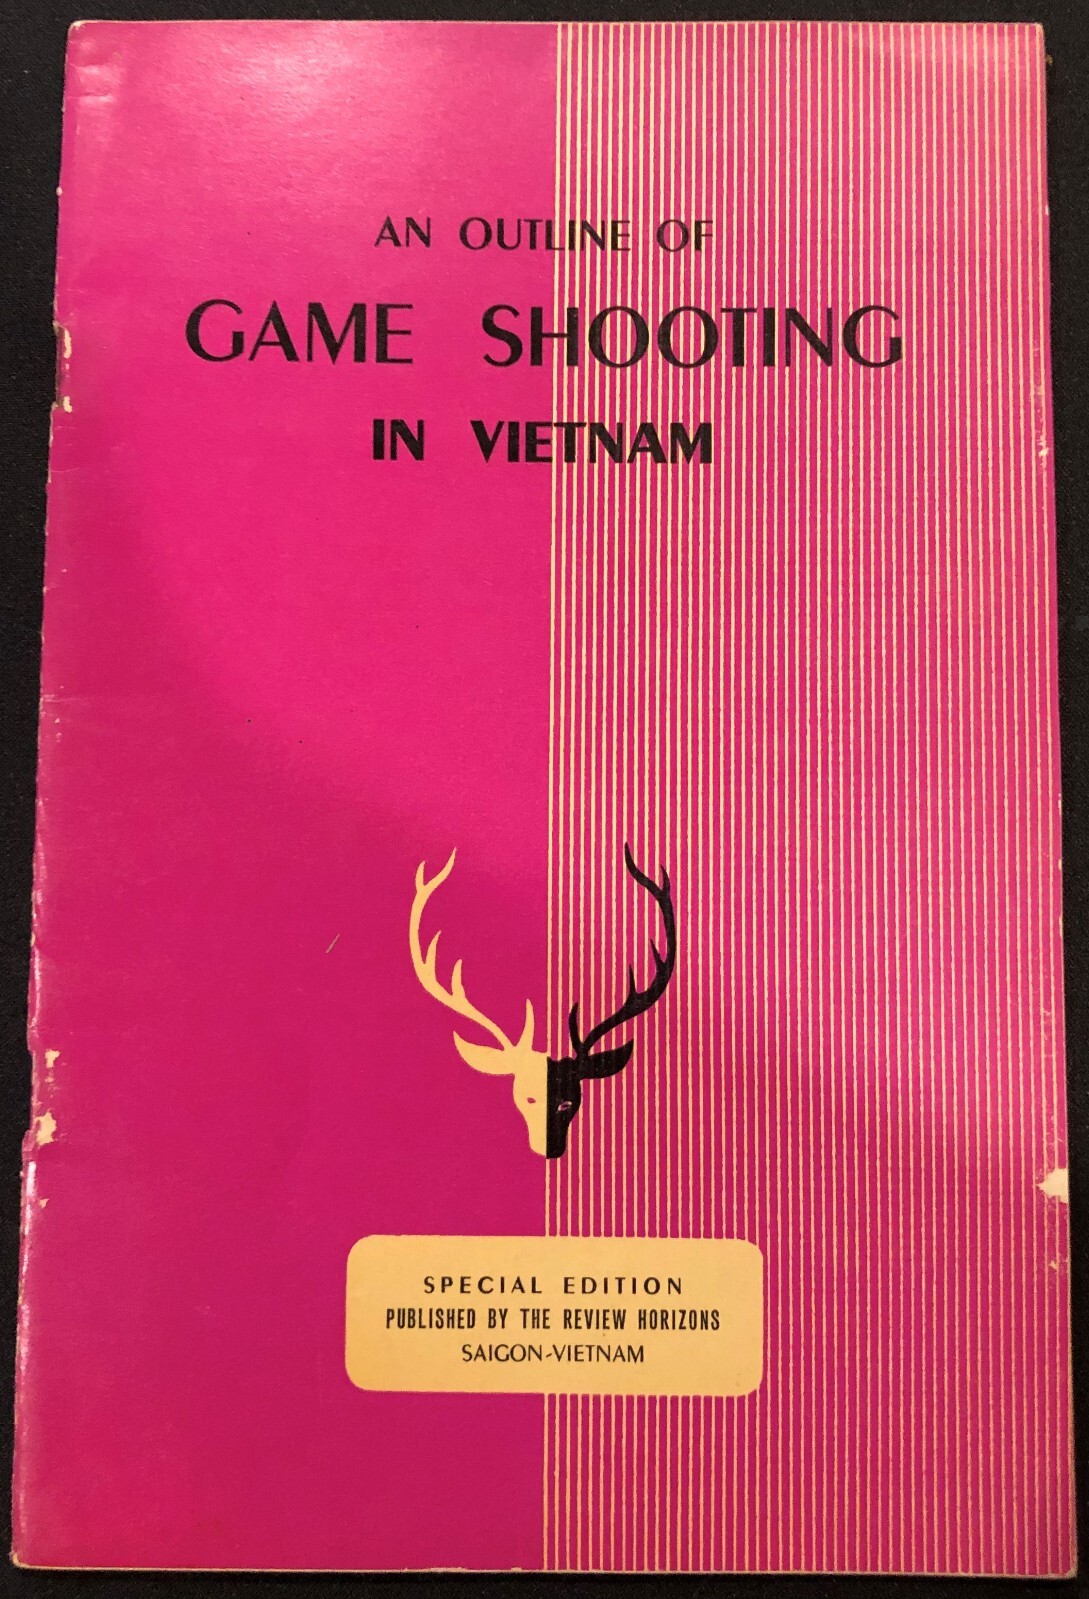 AN OUTLINE OF
GAME SHOOTING
IN VIETNAM
SPECIAL EDITION
PUBLISHED BY THE REVIEW HORIZONS
SAIGON-VIETNAM